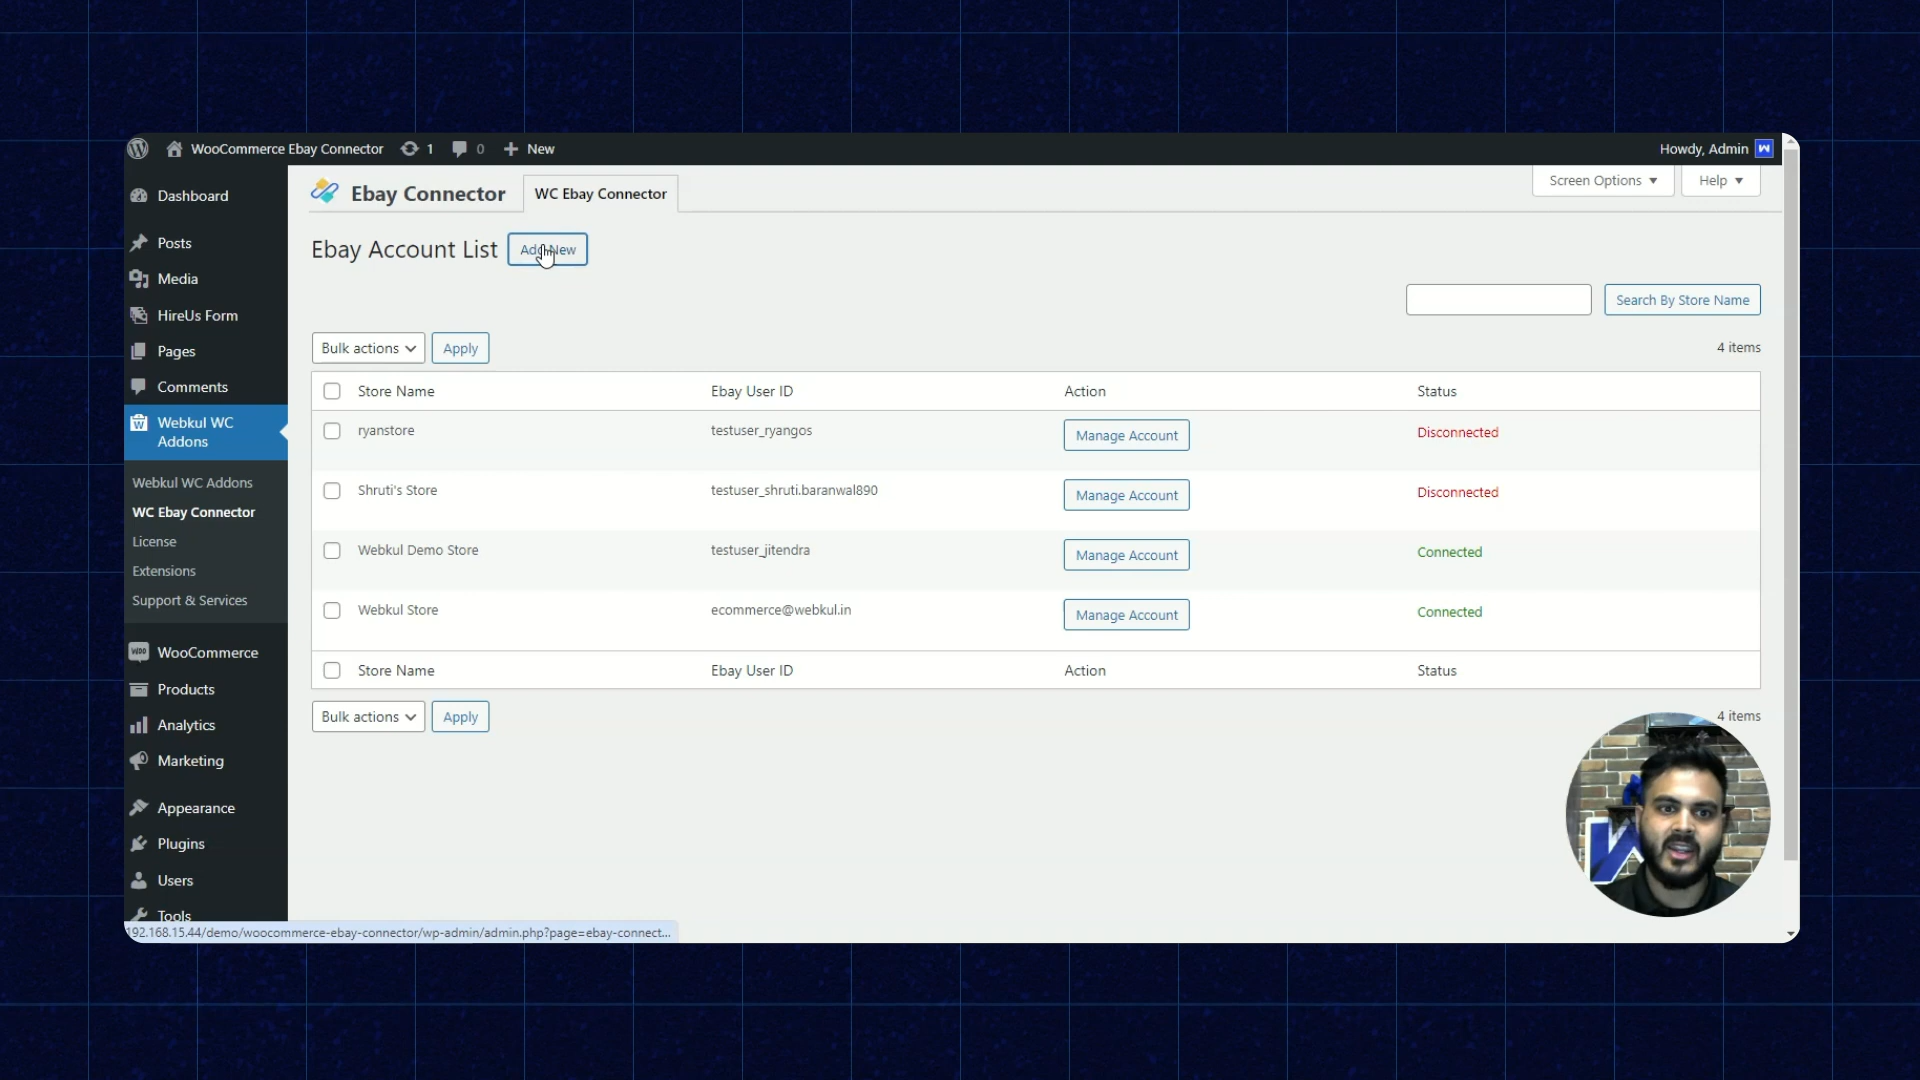 WooCommerce Ebay Connector 1 0 New Howdy, Admin
Ebay Connector WC Ebay Connector Screen Options Help
Dashboard
Posts
Media
HireUs Form
Pages
Comments
Webkul WC
Addons
Webkul WC Addons
WC Ebay Connector
License
Extensions
Support & Services
WooCommerce
Products
Analytics
Marketing
Appearance
Plugins
Users
Tools
Ebay Account List Add New
Search By Store Name
Bulk actions Apply 4 items
Store Name Ebay User ID Action Status
ryanstore testuser_ryangos Manage Account Disconnected
Shruti's Store testuser_shruti.baranwal890 Manage Account Disconnected
Webkul Demo Store testuser_jitendra Manage Account Connected
Webkul Store ecommerce@webkul.in Manage Account Connected
Store Name Ebay User ID Action Status
Bulk actions Apply 4 items
192.168.15.44/demo/woocommerce-ebay-connector/wp-admin/admin.php?page=ebay-connect...